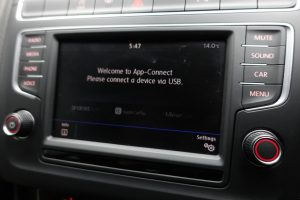 RADIO
MEDIA
PHONE
VOICE
5:47
14.0°C
Welcome to App-Connect
Please connect a device via USB.
Info
Settings
MUTE
SOUND
CAR
MENU